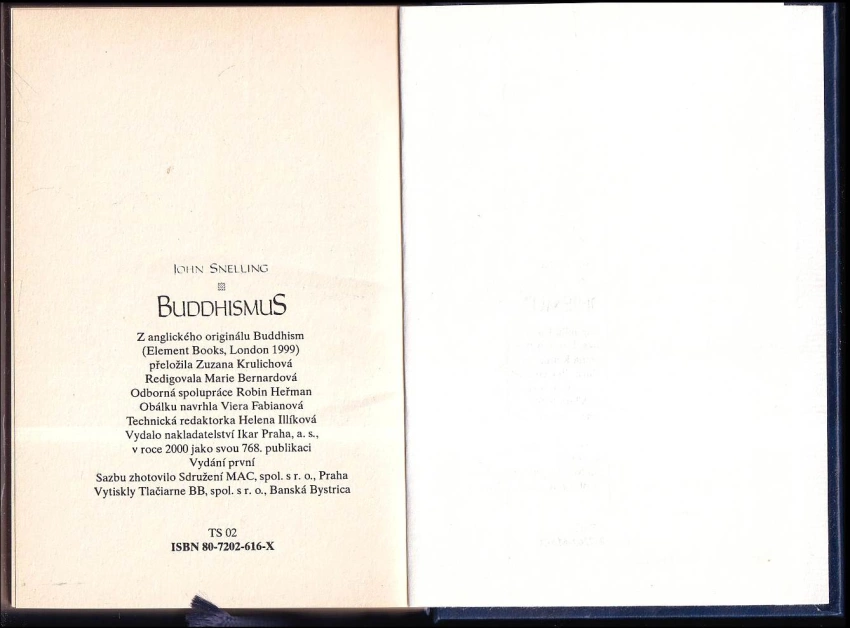 JOHN SNELLING
BUDDHISMUS
Z anglického originálu Buddhism
(Element Books, London 1999)
přeložila Zuzana Krulichová
Redigovala Marie Bernardová
Odborná spolupráce Robin Heřman
Obálku navrhla Viera Fabianová
Technická redaktorka Helena Illíková
Vydalo nakladatelství Ikar Praha, a. s.,
v roce 2000 jako svou 768. publikaci
Vydání první
Sazbu zhotovilo Sdružení MAC, spol. s r. o., Praha
Vytiskly Tlačiarne BB, spol. s r. o., Banská Bystrica
TS 02
ISBN 80-7202-616-X